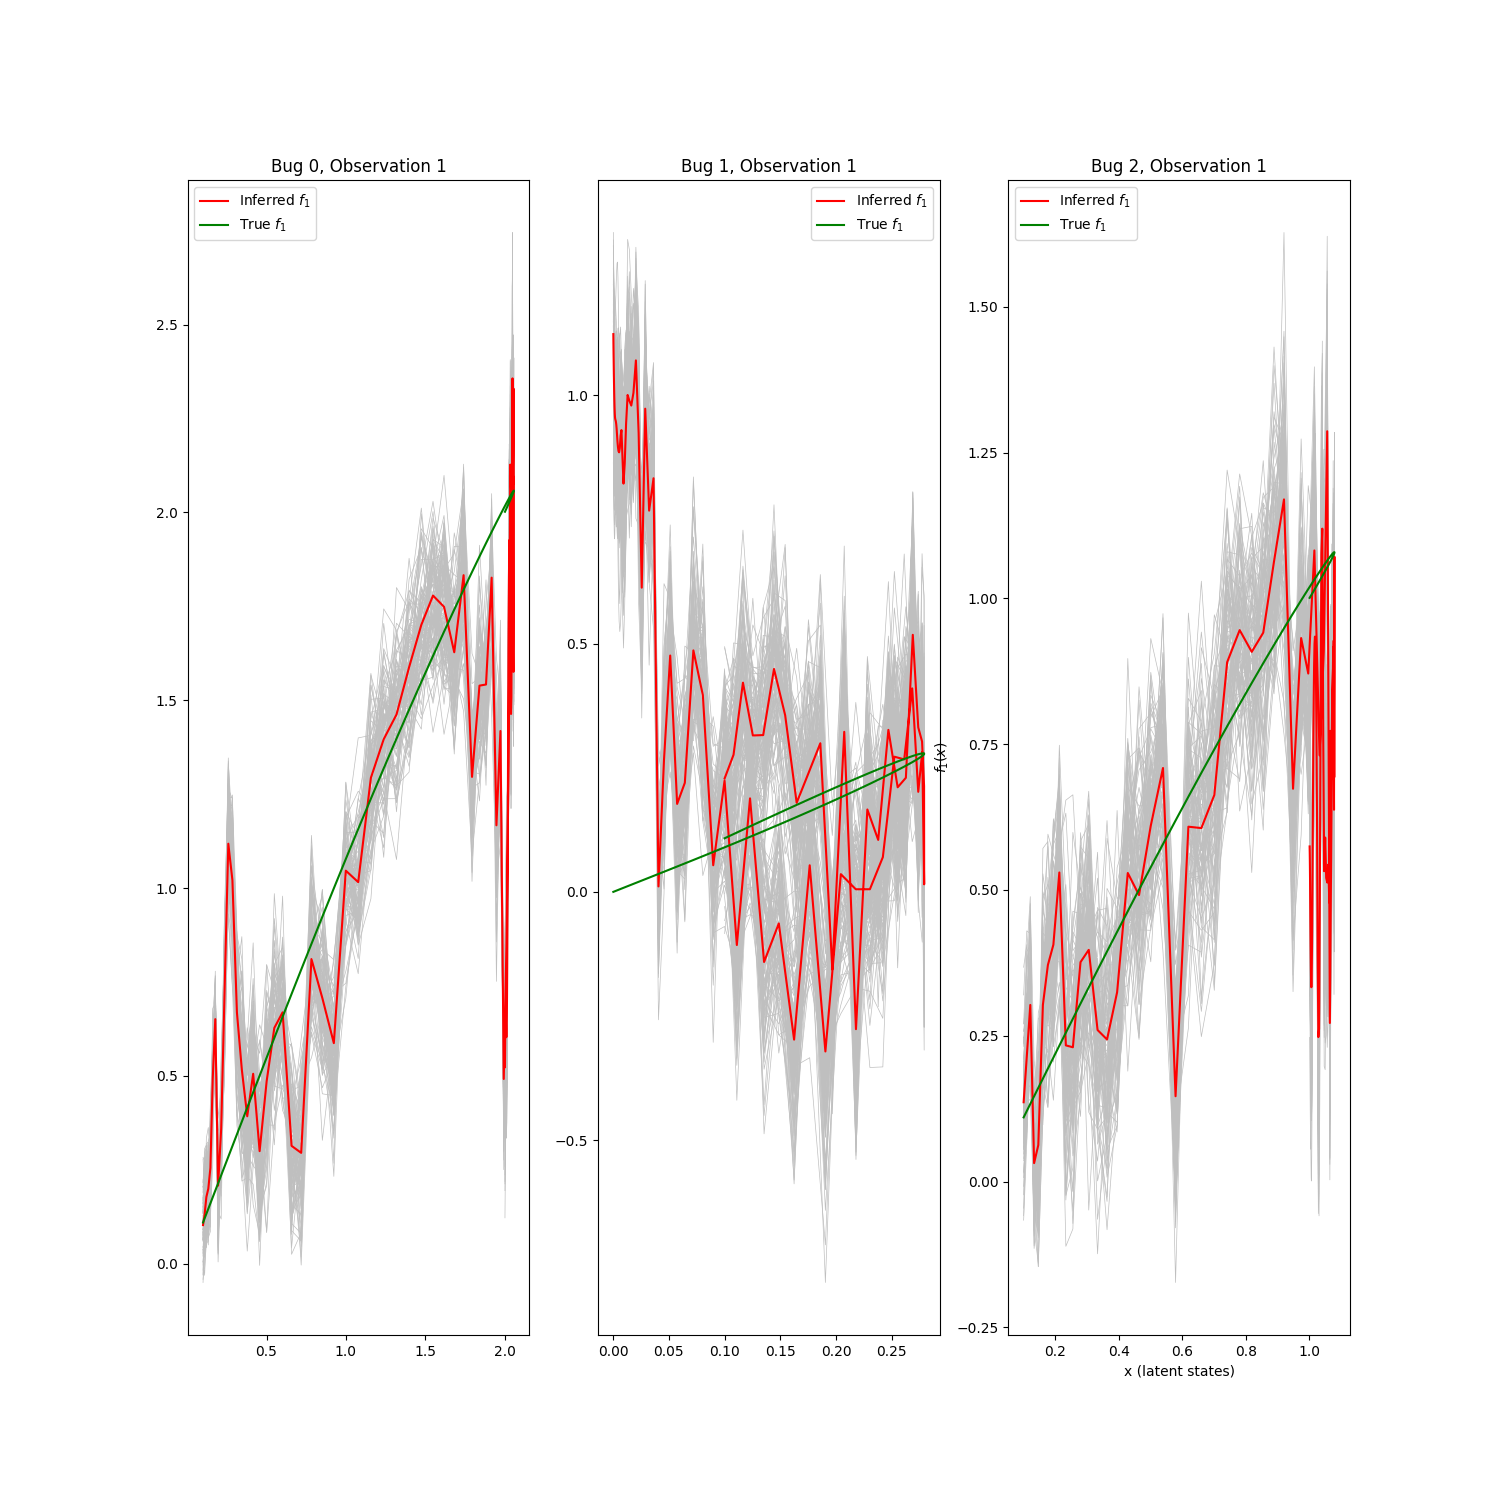 Bug 0, Observation 1
Inferred f₁
True f₁
2.5
2.0
1.5
1.0
0.5
0.0
0.5 1.0 1.5 2.0
Bug 1, Observation 1
Inferred f₁
True f₁
1.0
0.5
0.0
−0.5
0.00 0.05 0.10 0.15 0.20 0.25
Bug 2, Observation 1
Inferred f₁
True f₁
f₁(x)
1.50
1.25
1.00
0.75
0.50
0.25
0.00
−0.25
0.2 0.4 0.6 0.8 1.0
x (latent states)